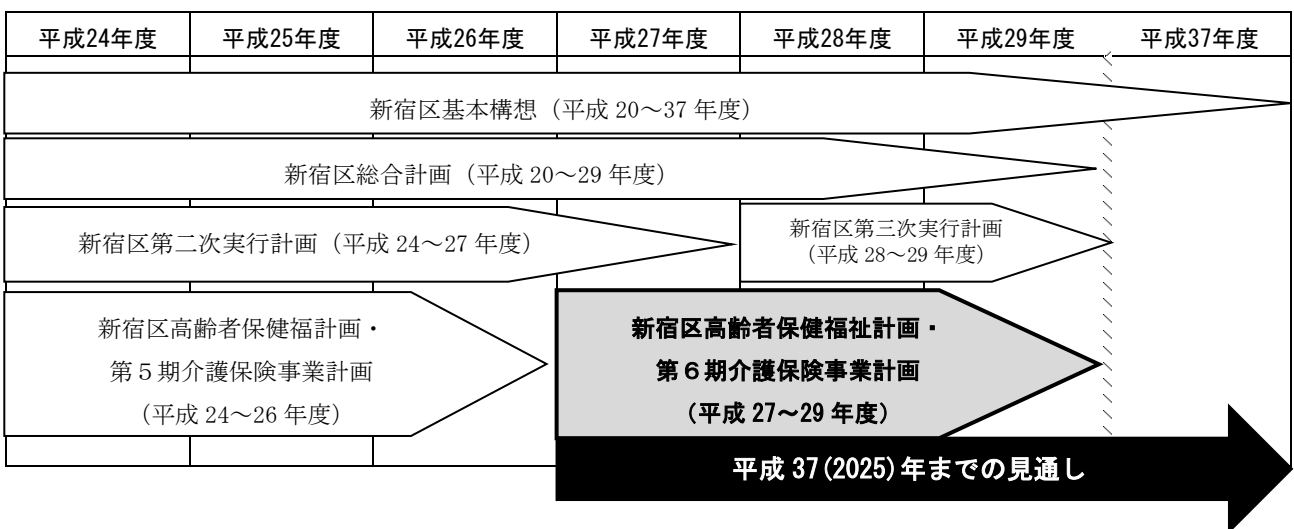 平成24年度 平成25年度 平成26年度 平成27年度 平成28年度 平成29年度 平成37年度
新宿区基本構想（平成 20～37 年度）
新宿区総合計画（平成 20～29 年度）
新宿区第二次実行計画（平成 24～27 年度）
新宿区第三次実行計画
（平成 28～29 年度）
新宿区高齢者保健福計画・
第５期介護保険事業計画
（平成 24～26 年度）
新宿区高齢者保健福祉計画・
第６期介護保険事業計画
（平成 27～29 年度）
平成 37(2025)年までの見通し